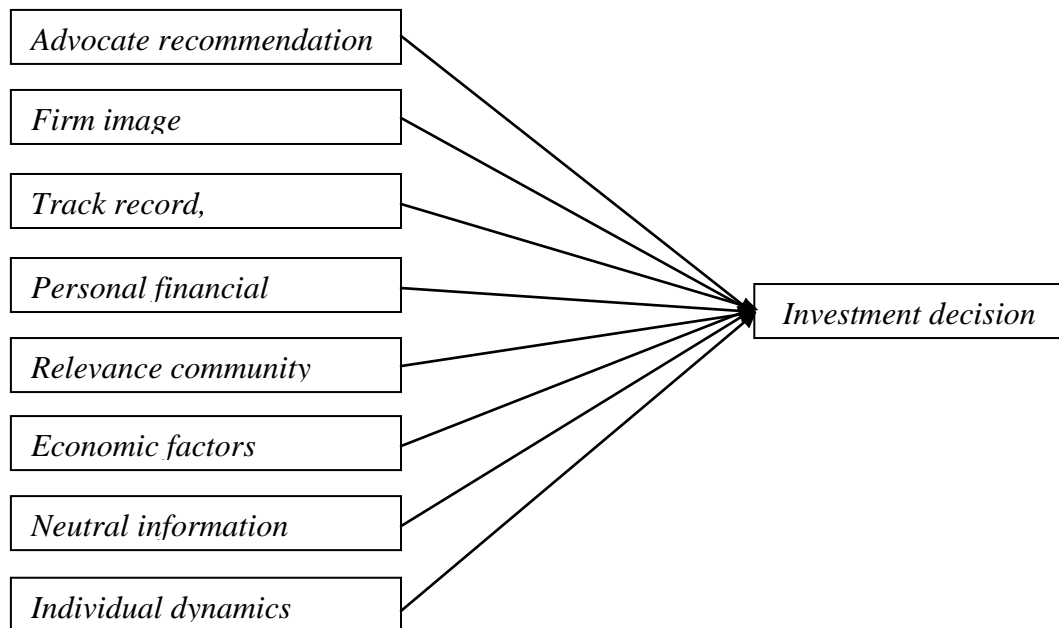 Advocate recommendation
Firm image
Track record,
Personal financial
Relevance community
Economic factors
Neutral information
Individual dynamics
Investment decision